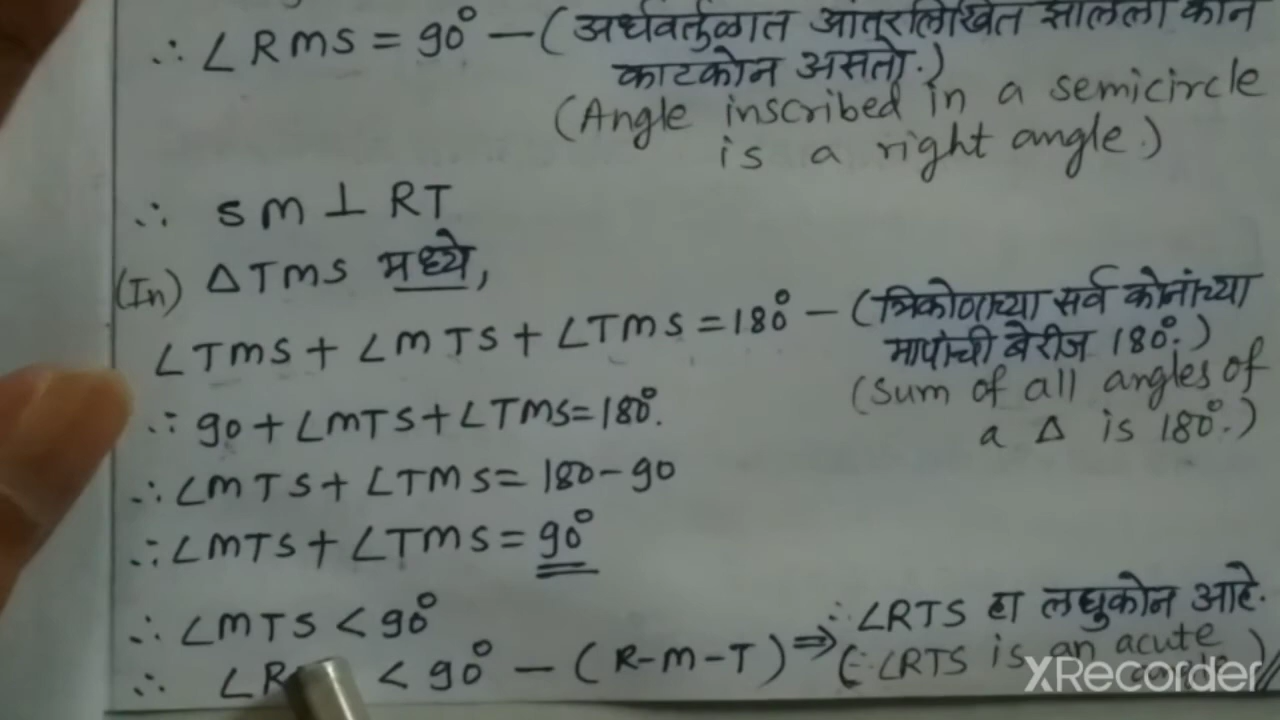 ∴ ∠RMS = 90° — (अर्धवर्तुळात आंतरलिखित झालेला कोन
काटकोन असतो.)
(Angle inscribed in a semicircle
is a right angle.)
∴ SM ⊥ RT
(In) ΔTMS मध्ये,
∠TMS + ∠MTS + ∠TMS = 180° — (त्रिकोणाच्या सर्व कोनांच्या
मापांची बेरीज 180°.)
(Sum of all angles of
a Δ is 180°.)
∴ 90 + ∠MTS + ∠TMS = 180°.
∴ ∠MTS + ∠TMS = 180 - 90
∴ ∠MTS + ∠TMS = 90°
∴ ∠MTS < 90°
∴ ∠RTS हा लघुकोन आहे.
∴ ∠R < 90° — (R-M-T) ⇒ (∴ ∠RTS is an acute
angle)
XRecorder